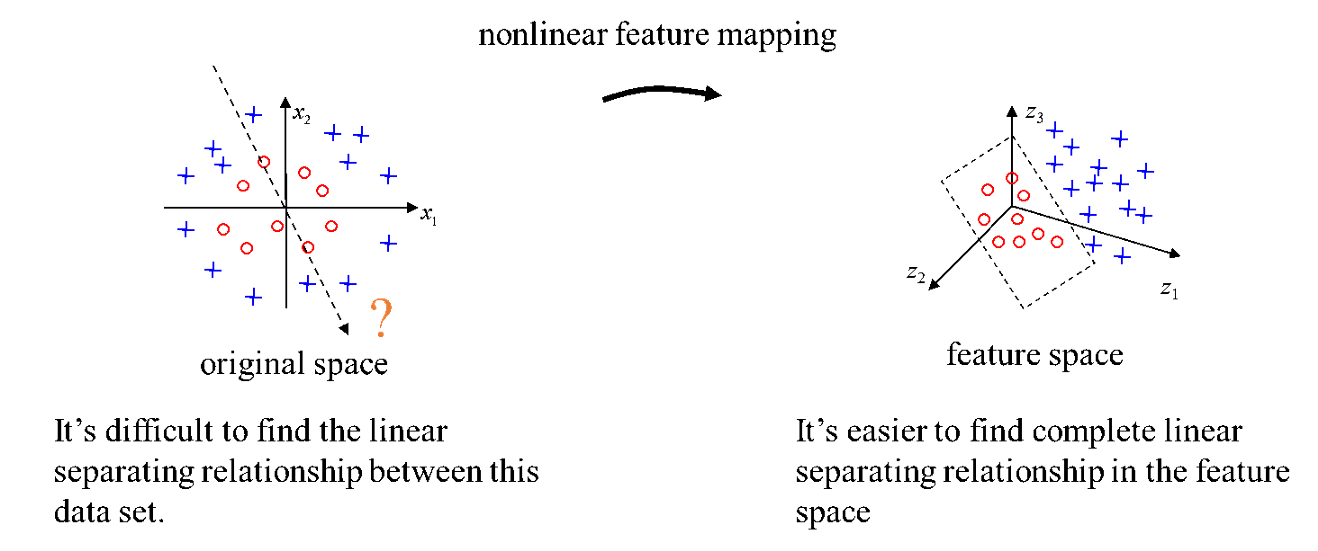 nonlinear feature mapping
x2
x1
?
original space
It's difficult to find the linear
separating relationship between this
data set.
z3
z2
z1
feature space
It's easier to find complete linear
separating relationship in the feature
space